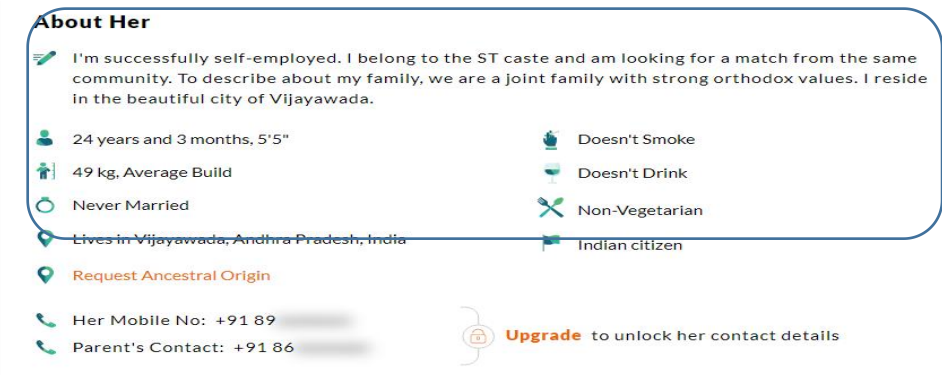 About Her
I'm successfully self-employed. I belong to the ST caste and am looking for a match from the same
community. To describe about my family, we are a joint family with strong orthodox values. I reside
in the beautiful city of Vijayawada.
24 years and 3 months, 5'5"
Doesn't Smoke
49 kg, Average Build
Doesn't Drink
Never Married
Non-Vegetarian
Lives in Vijayawada, Andhra Pradesh, India
Indian citizen
Request Ancestral Origin
Her Mobile No: +91 89
Parent's Contact: +91 86
Upgrade to unlock her contact details